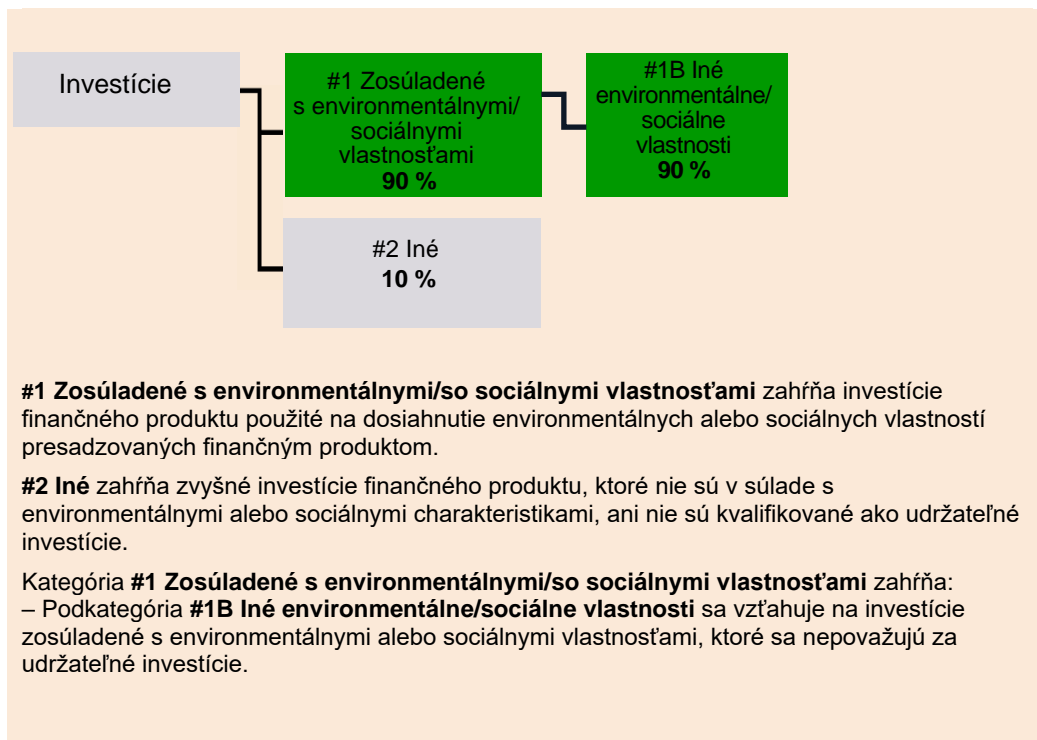 Investície
#1 Zosúladené
s environmentálnymi/
sociálnymi
vlastnosťami
90 %
#1B Iné
environmentálne/
sociálne
vlastnosti
90 %
#2 Iné
10 %
#1 Zosúladené s environmentálnymi/so sociálnymi vlastnosťami zahŕňa investície
finančného produktu použité na dosiahnutie environmentálnych alebo sociálnych vlastností
presadzovaných finančným produktom.
#2 Iné zahŕňa zvyšné investície finančného produktu, ktoré nie sú v súlade s
environmentálnymi alebo sociálnymi charakteristikami, ani nie sú kvalifikované ako udržateľné
investície.
Kategória #1 Zosúladené s environmentálnymi/so sociálnymi vlastnosťami zahŕňa:
– Podkategória #1B Iné environmentálne/sociálne vlastnosti sa vzťahuje na investície
zosúladené s environmentálnymi alebo sociálnymi vlastnosťami, ktoré sa nepovažujú za
udržateľné investície.